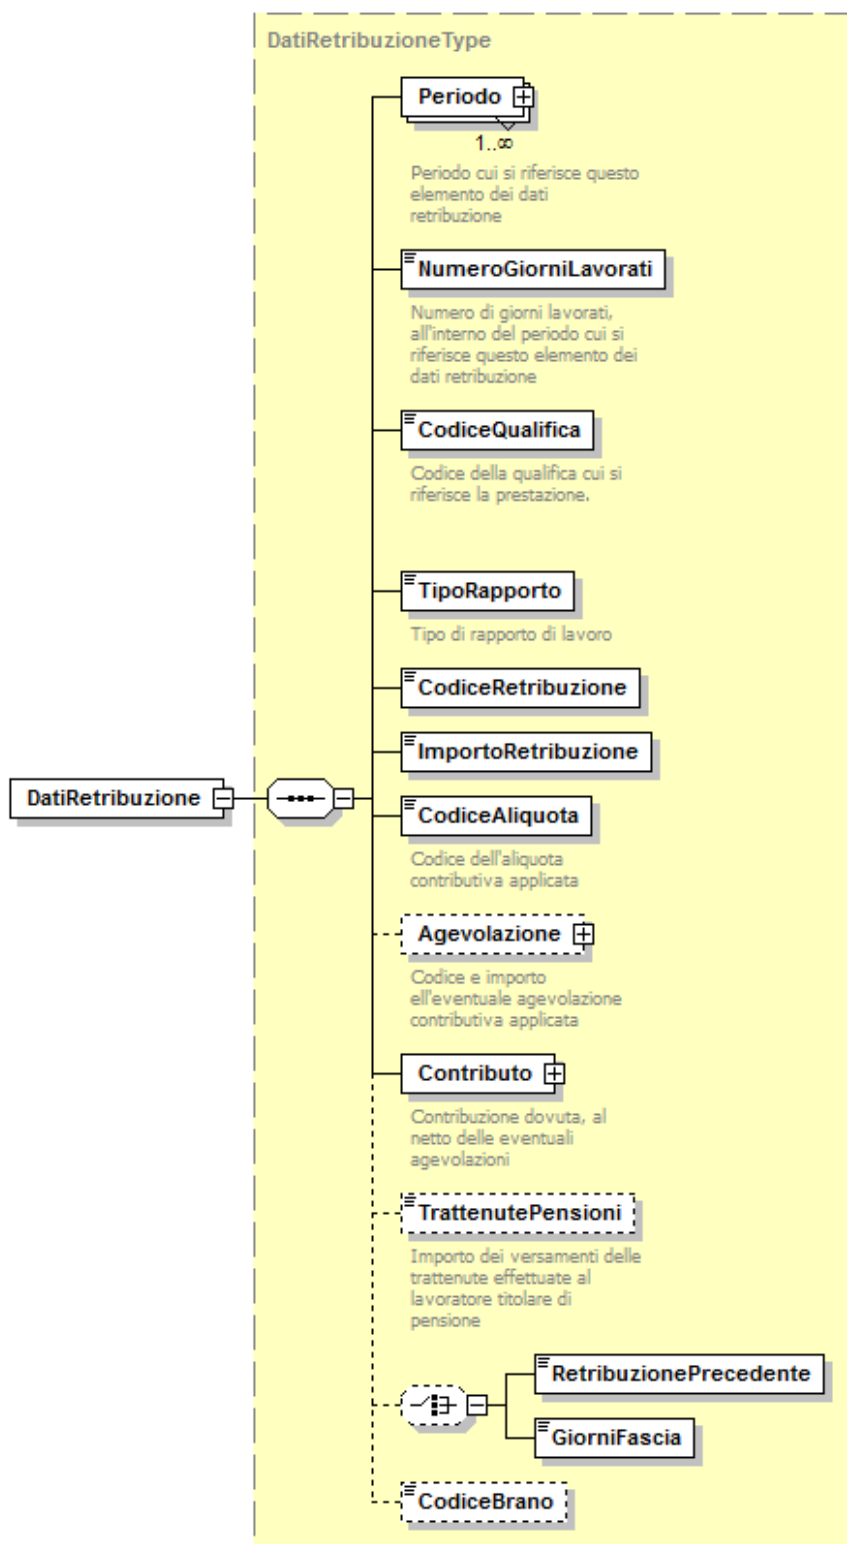 DatiRetribuzioneType
Periodo
1..∞
Periodo cui si riferisce questo
elemento dei dati
retribuzione
NumeroGiorniLavorati
Numero di giorni lavorati,
all'interno del periodo cui si
riferisce questo elemento dei
dati retribuzione
CodiceQualifica
Codice della qualifica cui si
riferisce la prestazione.
TipoRapporto
Tipo di rapporto di lavoro
CodiceRetribuzione
ImportoRetribuzione
DatiRetribuzione
CodiceAliquota
Codice dell'aliquota
contributiva applicata
Agevolazione
Codice e importo
ell'eventuale agevolazione
contributiva applicata
Contributo
Contribuzione dovuta, al
netto delle eventuali
agevolazioni
TrattenutePensioni
Importo dei versamenti delle
trattenute effettuate al
lavoratore titolare di
pensione
RetribuzionePrecedente
GiorniFascia
CodiceBrano